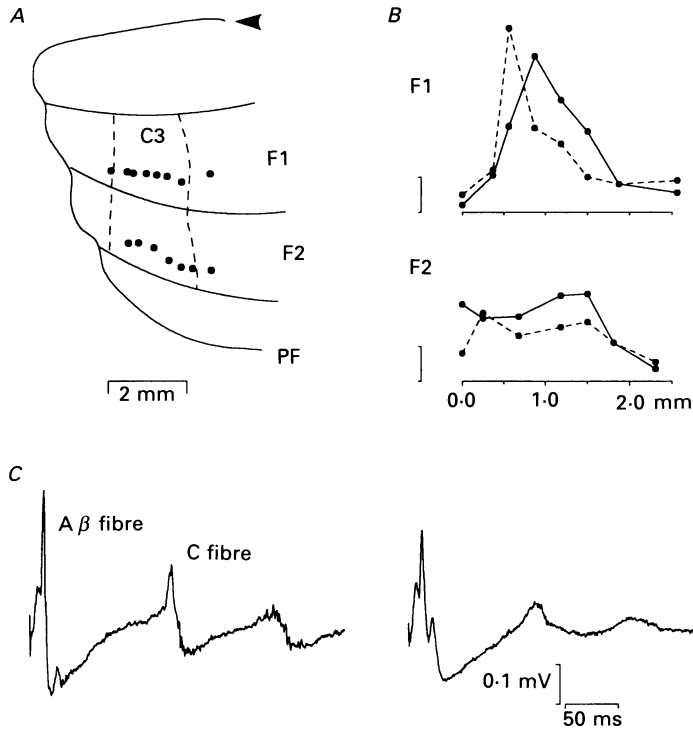 A
C3
F1
F2
PF
2 mm
B
F1
F2
0·0 1·0 2·0 mm
C
A β fibre
C fibre
0·1 mV
50 ms